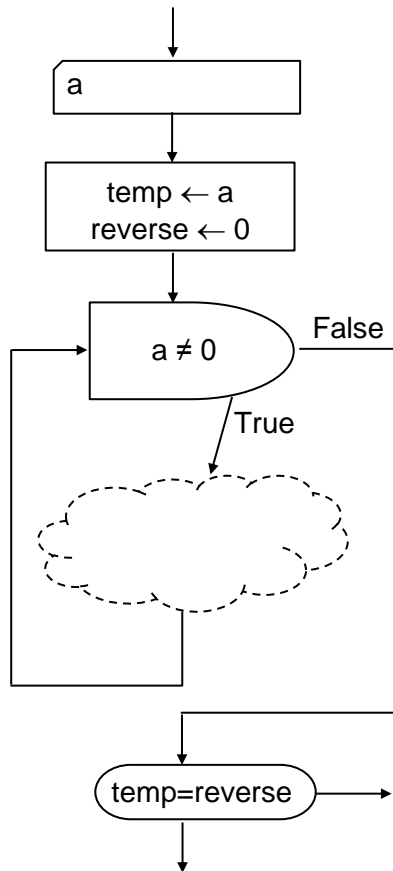 a
temp ← a
reverse ← 0
a ≠ 0
False
True
temp=reverse